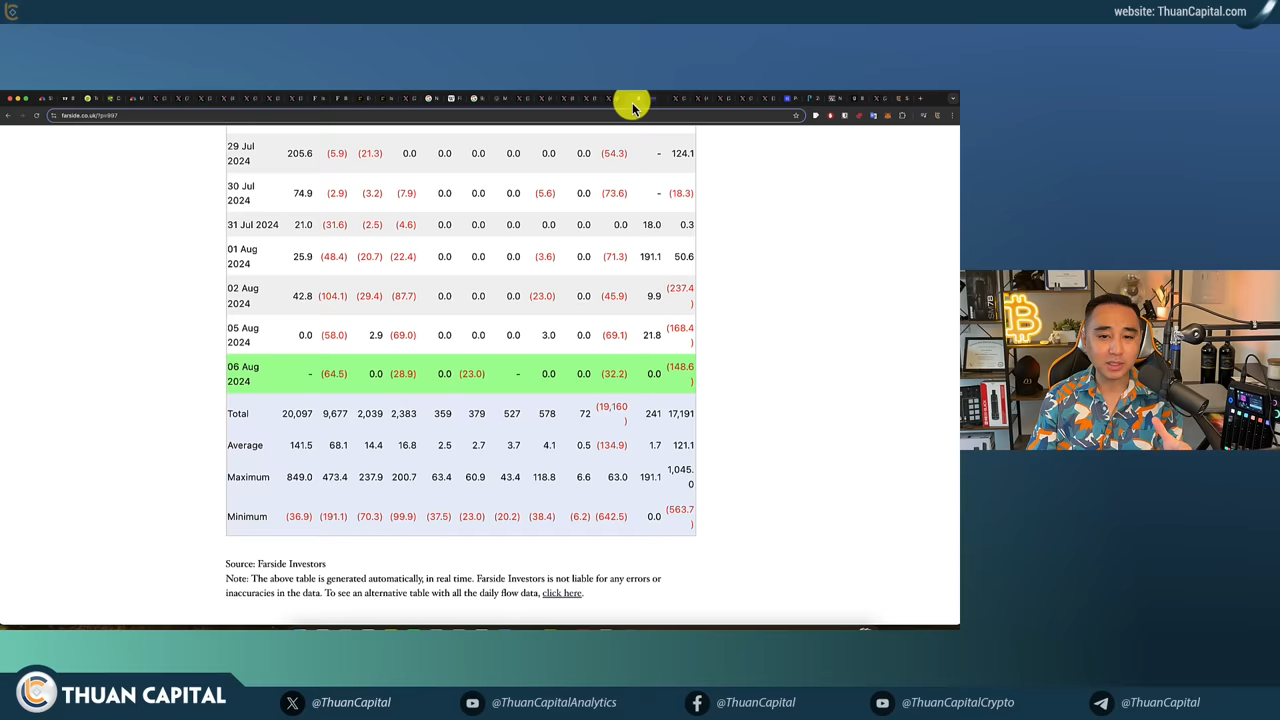 website: ThuanCapital.com
farside.co.uk/?p=997
29 Jul 2024 205.6 (5.9) (21.3) 0.0 0.0 0.0 0.0 0.0 0.0 (54.3) - 124.1
30 Jul 2024 74.9 (2.9) (3.2) (7.9) 0.0 0.0 0.0 (5.6) 0.0 (73.6) - (18.3)
31 Jul 2024 21.0 (31.6) (2.5) (4.6) 0.0 0.0 0.0 0.0 0.0 0.0 18.0 0.3
01 Aug 2024 25.9 (48.4) (20.7) (22.4) 0.0 0.0 0.0 (3.6) 0.0 (71.3) 191.1 50.6
02 Aug 2024 42.8 (104.1) (29.4) (87.7) 0.0 0.0 0.0 (23.0) 0.0 (45.9) 9.9 (237.4)
05 Aug 2024 0.0 (58.0) 2.9 (69.0) 0.0 0.0 0.0 3.0 0.0 (69.1) 21.8 (168.4)
06 Aug 2024 - (64.5) 0.0 (28.9) 0.0 (23.0) - 0.0 0.0 (32.2) 0.0 (148.6)
Total 20,097 9,677 2,039 2,383 359 379 527 578 72 (19,160) 241 17,191
Average 141.5 68.1 14.4 16.8 2.5 2.7 3.7 4.1 0.5 (134.9) 1.7 121.1
Maximum 849.0 473.4 237.9 200.7 63.4 60.9 43.4 118.8 6.6 63.0 191.1 1,045.0
Minimum (36.9) (191.1) (70.3) (99.9) (37.5) (23.0) (20.2) (38.4) (6.2) (642.5) 0.0 (563.7)
Source: Farside Investors
Note: The above table is generated automatically, in real time. Farside Investors is not liable for any errors or
inaccuracies in the data. To see an alternative table with all the daily flow data, click here.
SM7B
THUAN CAPITAL
@ThuanCapital
@ThuanCapitalAnalytics
@ThuanCapital
@ThuanCapitalCrypto
@ThuanCapital